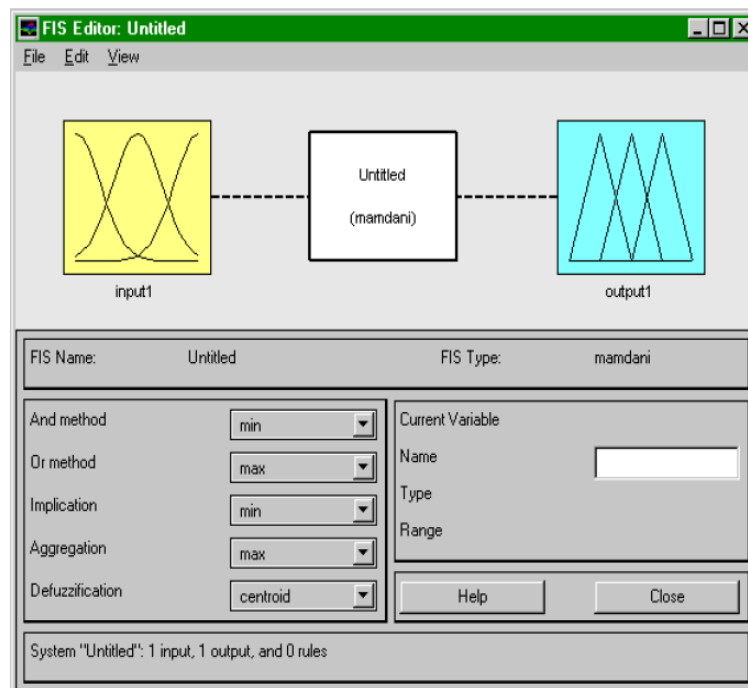 FIS Editor: Untitled
File Edit View
Untitled
(mamdani)
input1
output1
FIS Name: Untitled FIS Type: mamdani
And method min
Or method max
Implication min
Aggregation max
Defuzzification centroid
Current Variable
Name
Type
Range
Help Close
System "Untitled": 1 input, 1 output, and 0 rules